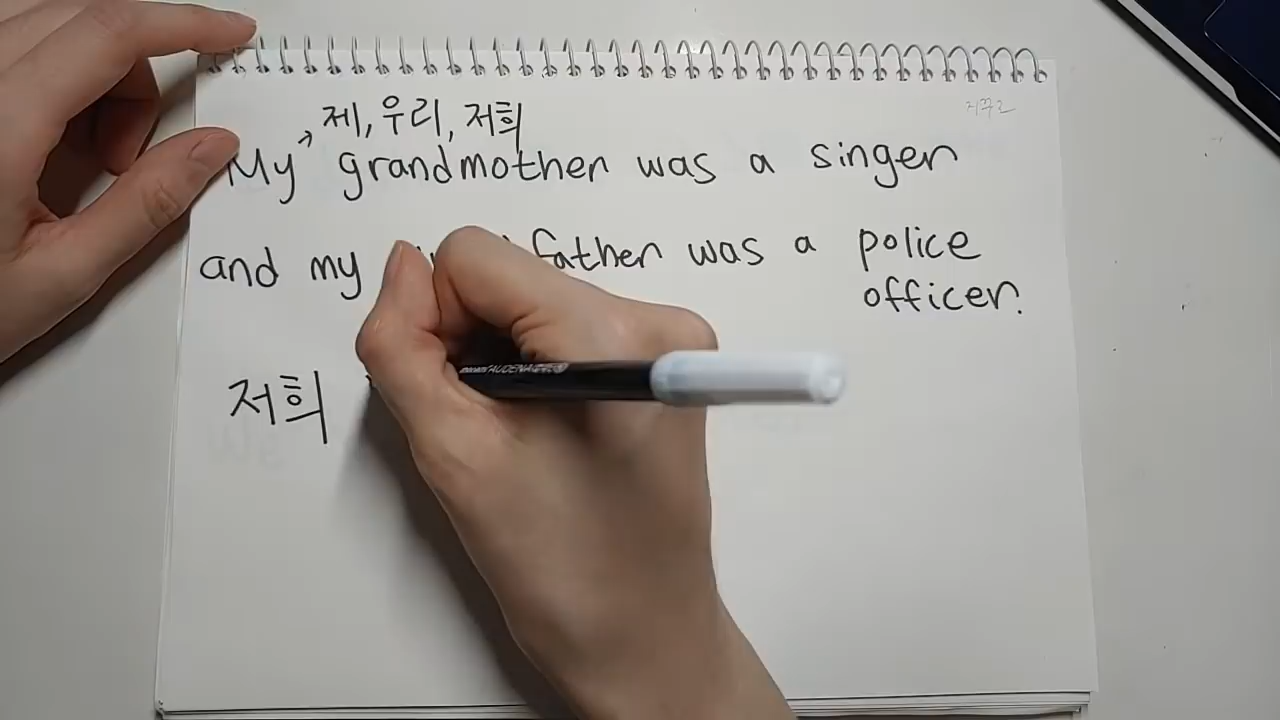 제, 우리, 저희
My → grandmother was a singer
and my father was a police
officer.
저희